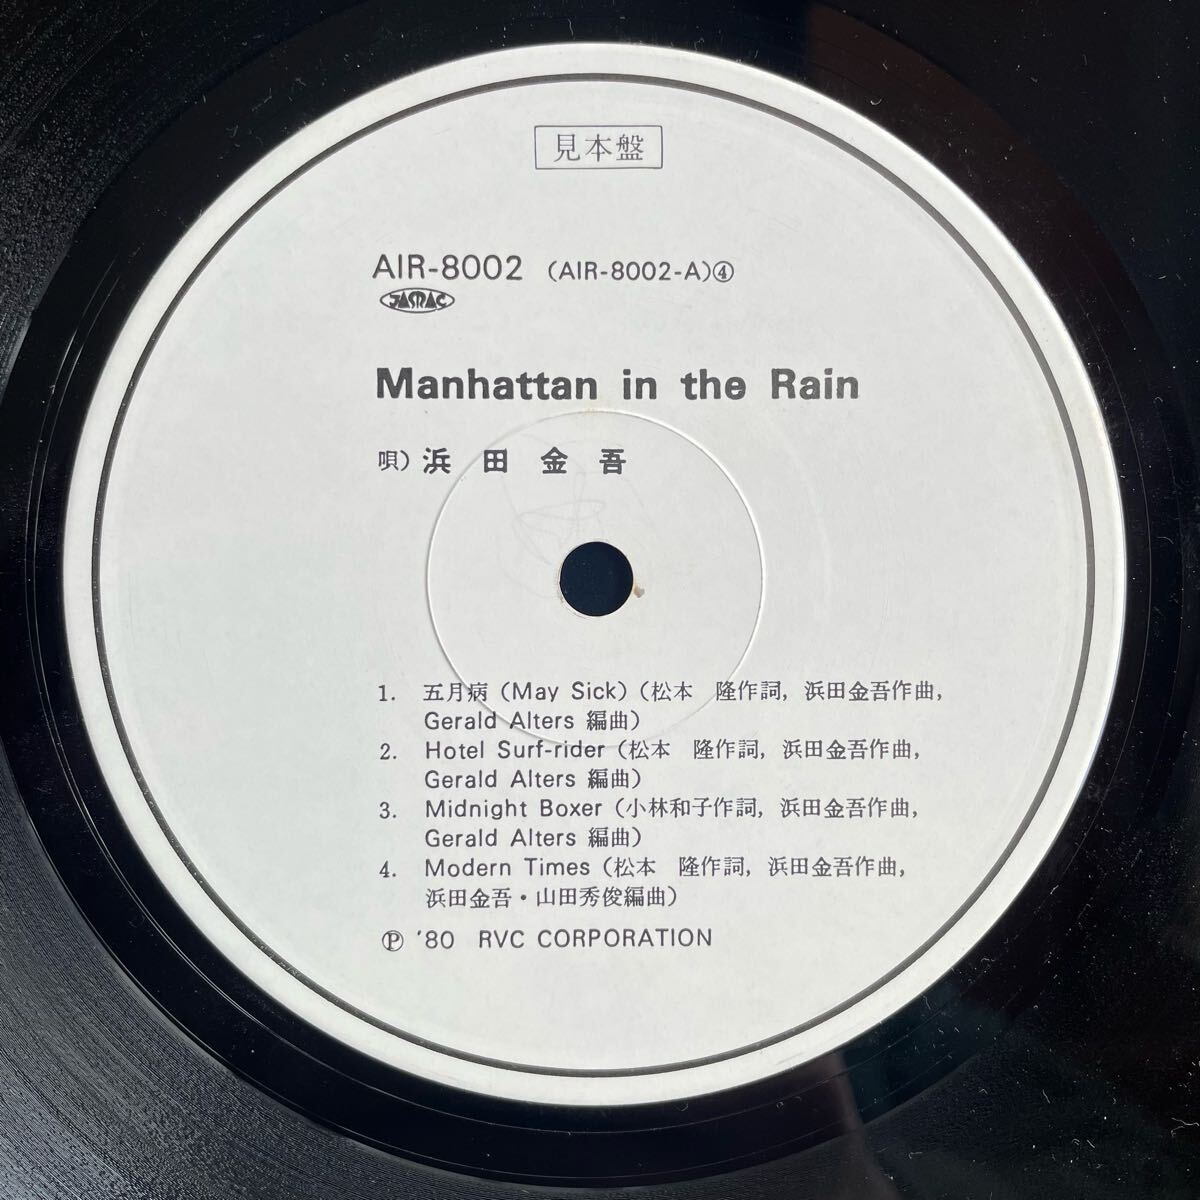 見本盤
AIR-8002 (AIR-8002-A)④
JASRAC
Manhattan in the Rain
唄) 浜田金吾
1. 五月病 (May Sick) (松本 隆作詞, 浜田金吾作曲,
Gerald Alters 編曲)
2. Hotel Surf-rider (松本 隆作詞, 浜田金吾作曲,
Gerald Alters 編曲)
3. Midnight Boxer (小林和子作詞, 浜田金吾作曲,
Gerald Alters 編曲)
4. Modern Times (松本 隆作詞, 浜田金吾作曲,
浜田金吾・山田秀俊編曲)
Ⓟ '80 RVC CORPORATION